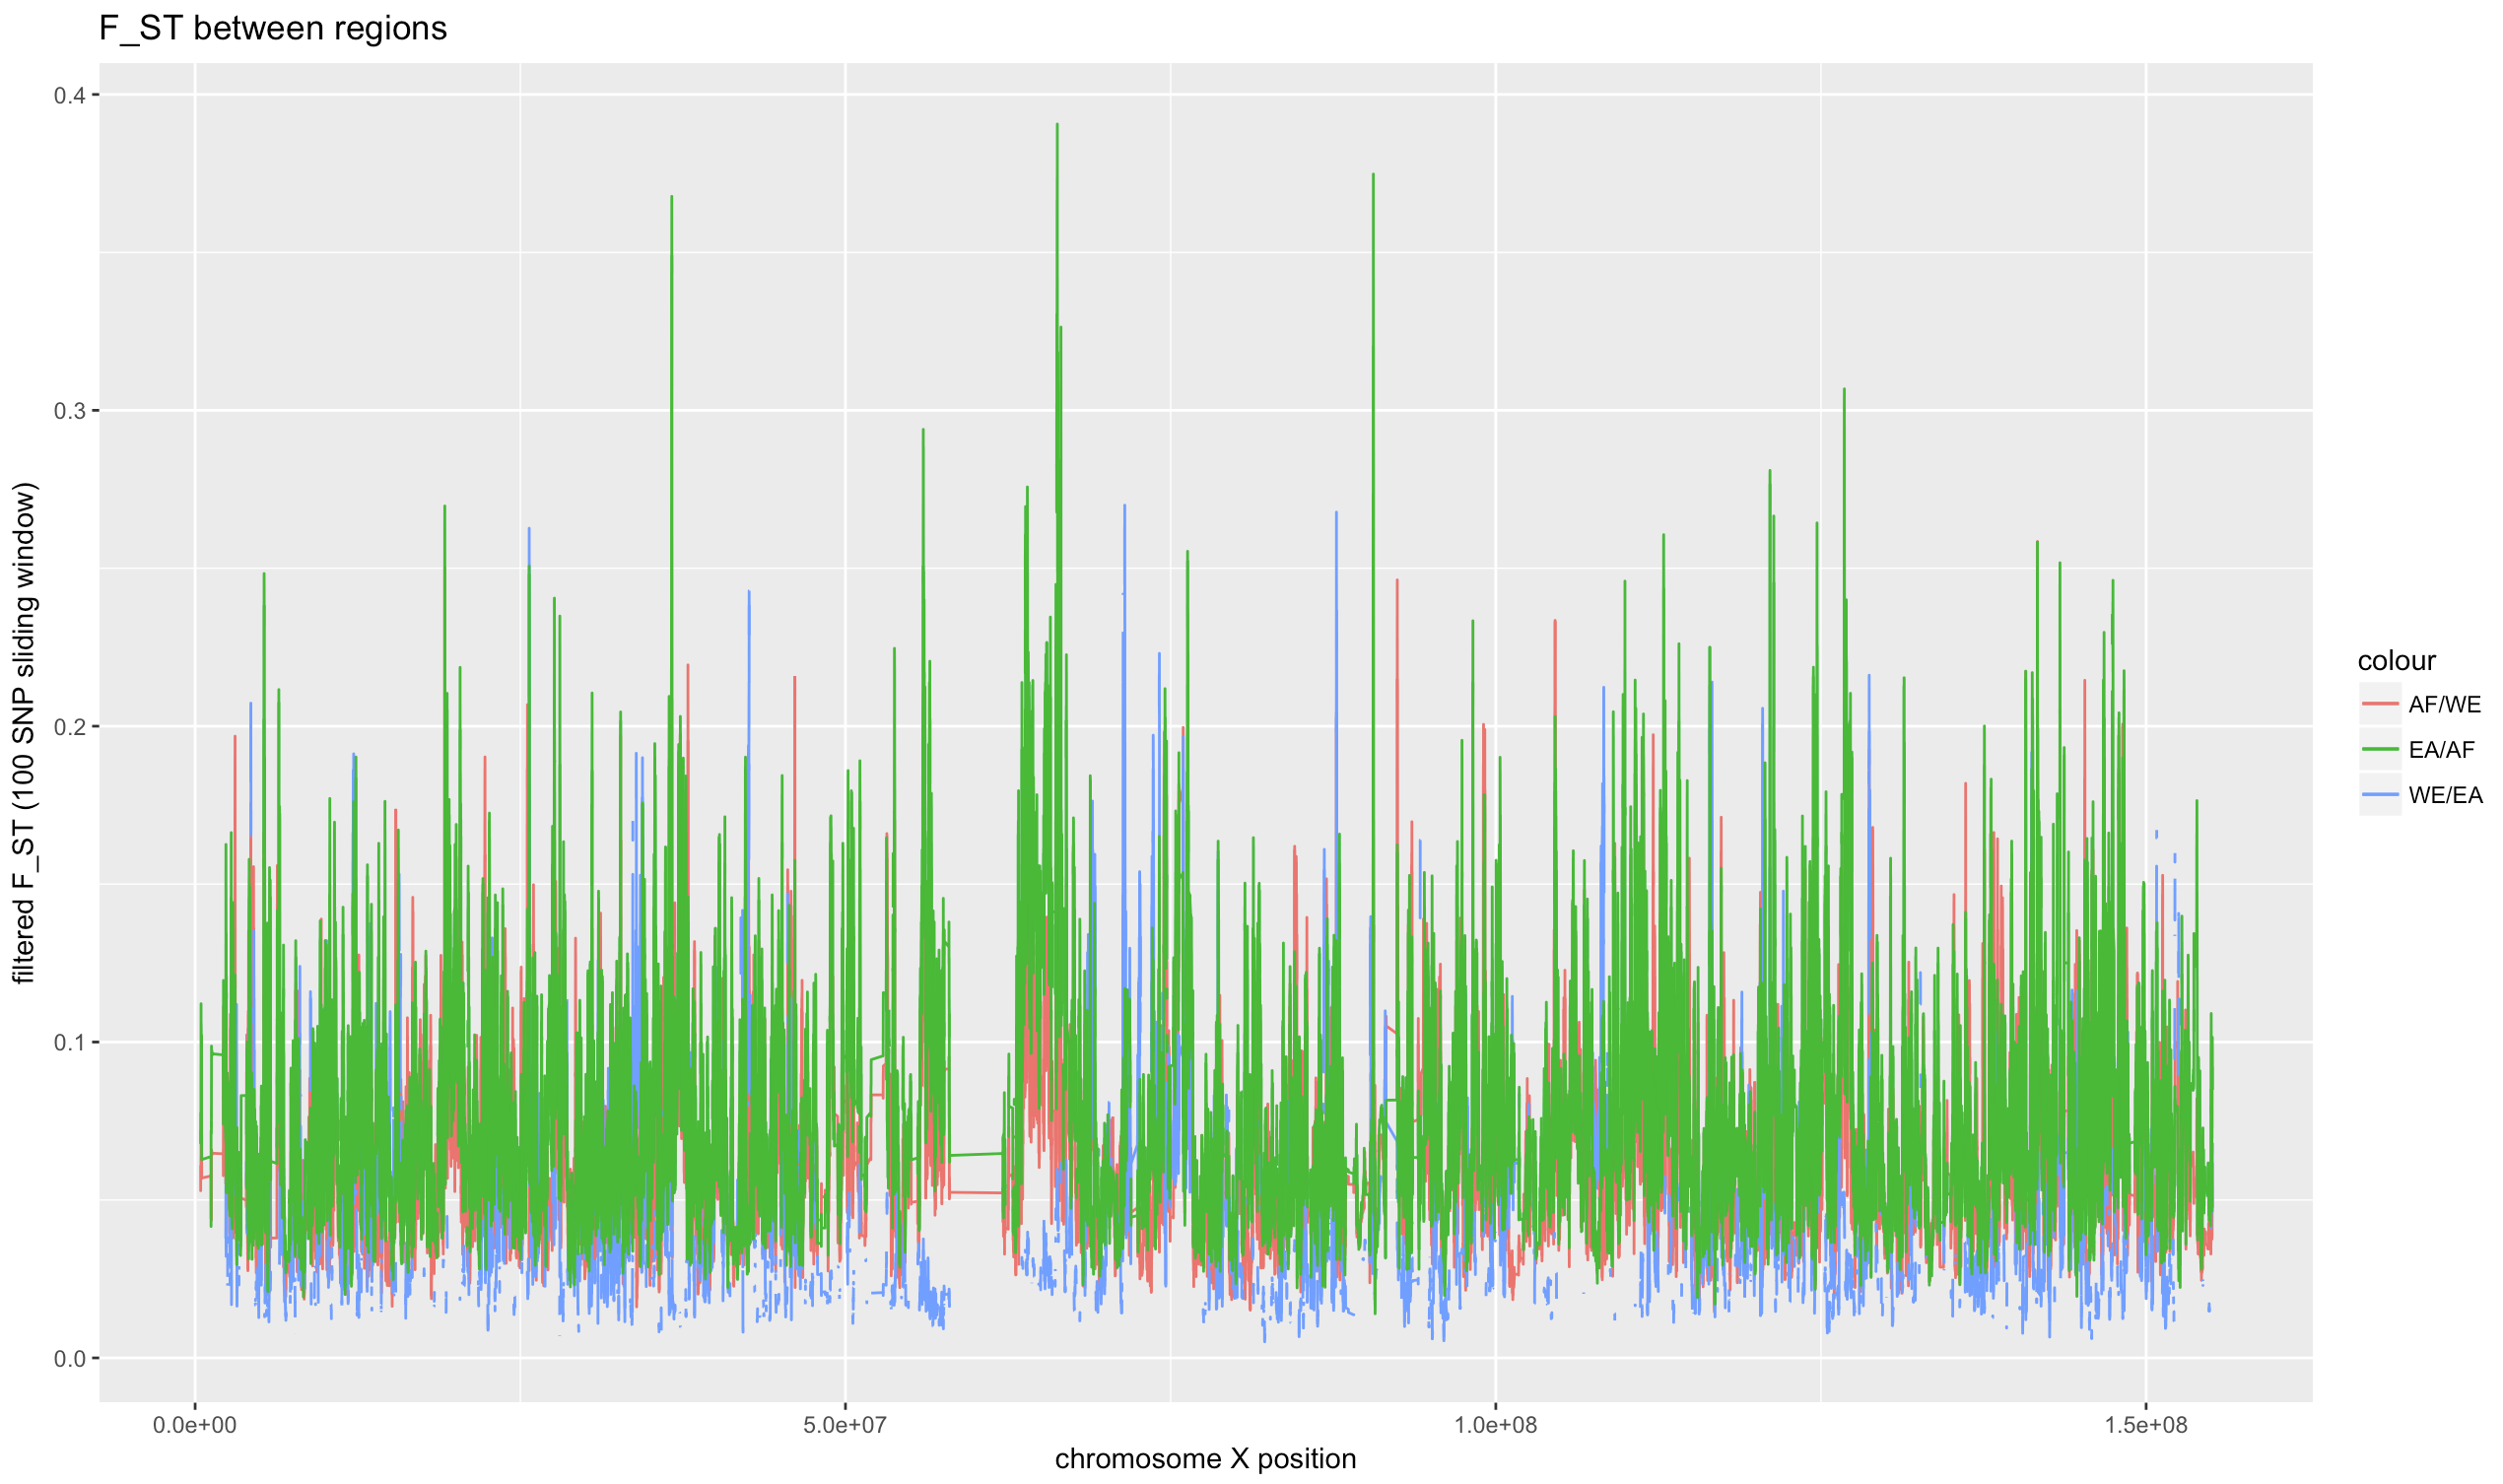 F_ST between regions
filtered F_ST (100 SNP sliding window)
0.4
0.3
0.2
0.1
0.0
0.0e+00
5.0e+07
1.0e+08
1.5e+08
chromosome X position
colour
AF/WE
EA/AF
WE/EA